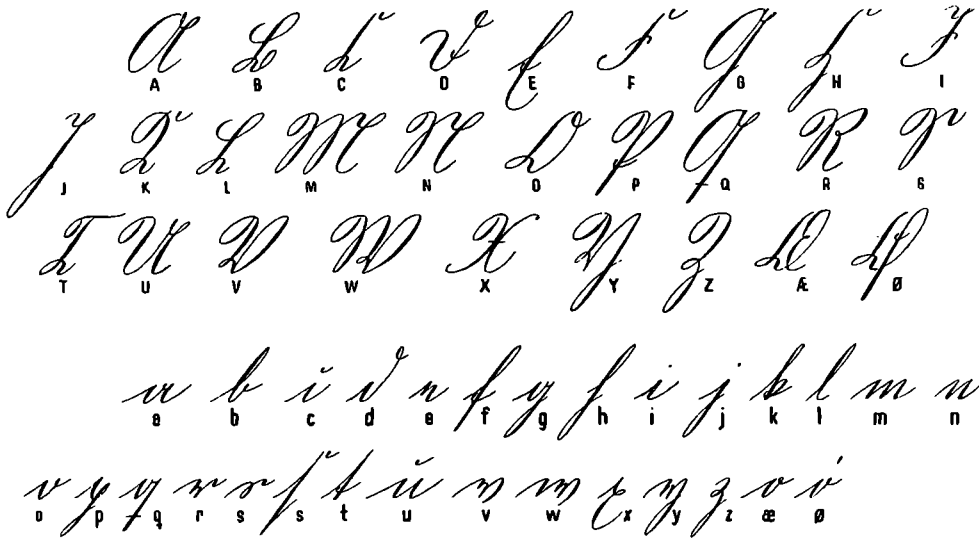 A B C D E F G H I
J K L M N O P Q R S
T U V W X Y Z Æ Ø
a b c d e f g h i j k l m n
o p q r s s t u v w x y z æ ø